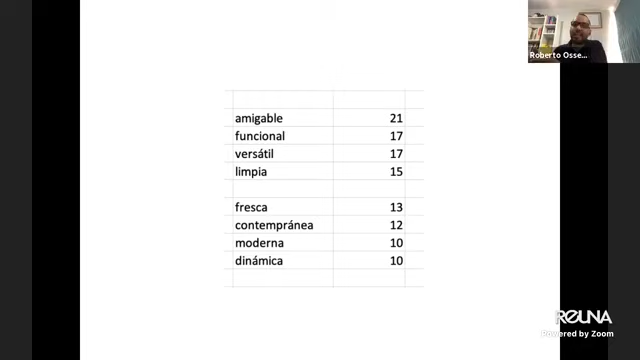 Roberto Osse...
amigable 21
funcional 17
versátil 17
limpia 15
fresca 13
contempránea 12
moderna 10
dinámica 10
REUNA
Powered by Zoom